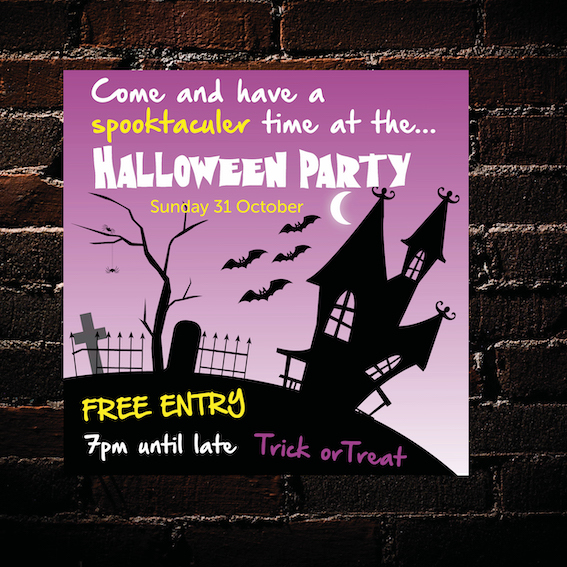 Come and have a
spooktaculer time at the...
HALLOWEEN PARTY
Sunday 31 October
FREE ENTRY
7pm until late Trick orTreat